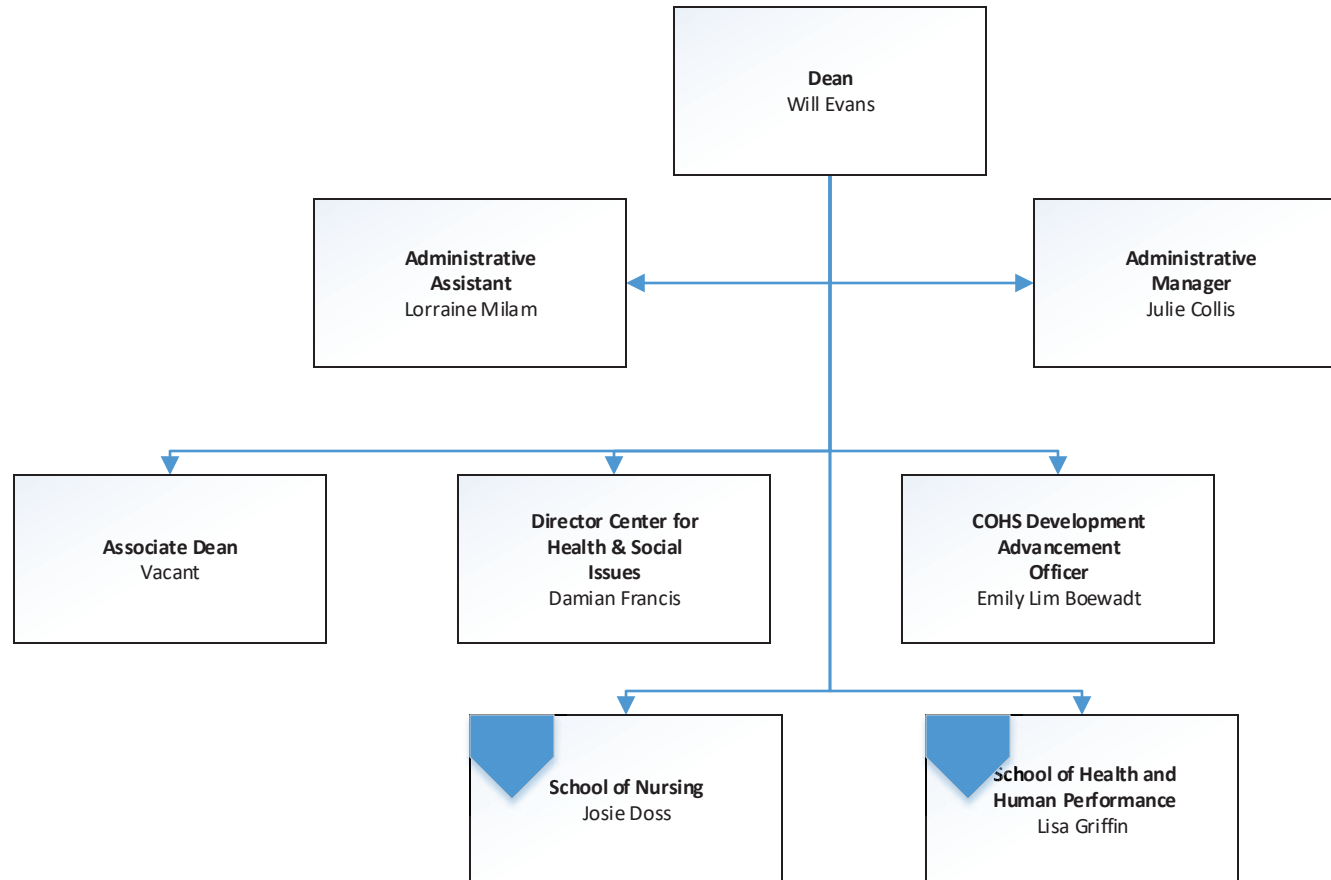 Dean
Will Evans
Administrative
Assistant
Lorraine Milam
Administrative
Manager
Julie Collis
Associate Dean
Vacant
Director Center for
Health & Social
Issues
Damian Francis
COHS Development
Advancement
Officer
Emily Lim Boewadt
School of Nursing
Josie Doss
School of Health and
Human Performance
Lisa Griffin